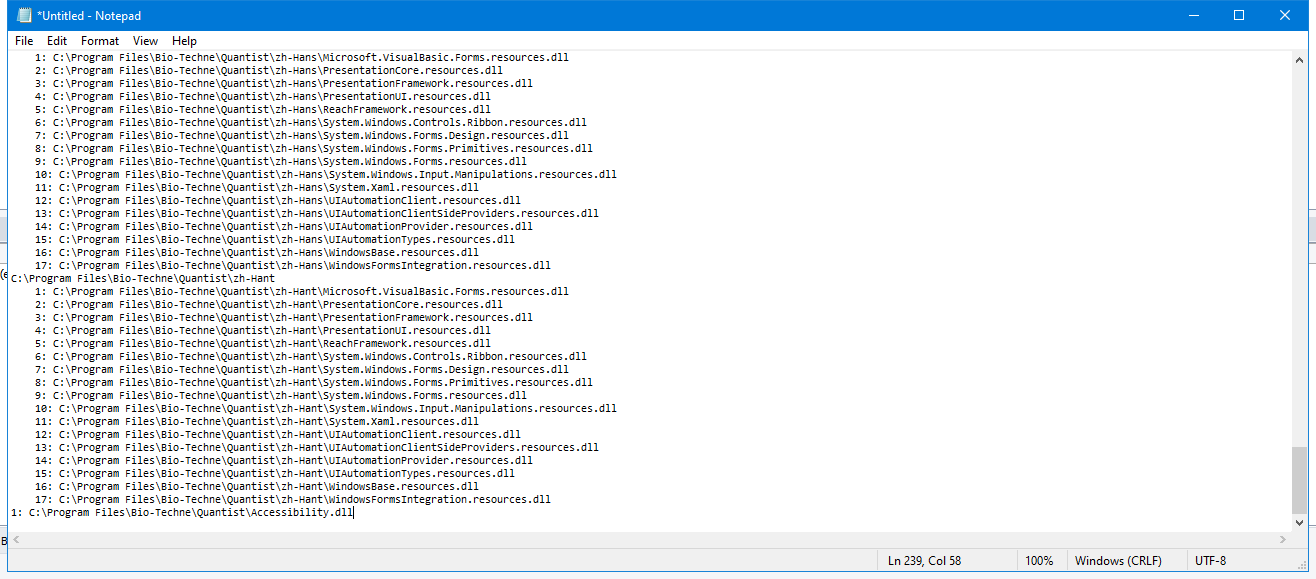 *Untitled - Notepad
File Edit Format View Help
1: C:\Program Files\Bio-Techne\Quantist\zh-Hans\Microsoft.VisualBasic.Forms.resources.dll
2: C:\Program Files\Bio-Techne\Quantist\zh-Hans\PresentationCore.resources.dll
3: C:\Program Files\Bio-Techne\Quantist\zh-Hans\PresentationFramework.resources.dll
4: C:\Program Files\Bio-Techne\Quantist\zh-Hans\PresentationUI.resources.dll
5: C:\Program Files\Bio-Techne\Quantist\zh-Hans\ReachFramework.resources.dll
6: C:\Program Files\Bio-Techne\Quantist\zh-Hans\System.Windows.Controls.Ribbon.resources.dll
7: C:\Program Files\Bio-Techne\Quantist\zh-Hans\System.Windows.Forms.Design.resources.dll
8: C:\Program Files\Bio-Techne\Quantist\zh-Hans\System.Windows.Forms.Primitives.resources.dll
9: C:\Program Files\Bio-Techne\Quantist\zh-Hans\System.Windows.Forms.resources.dll
10: C:\Program Files\Bio-Techne\Quantist\zh-Hans\System.Windows.Input.Manipulations.resources.dll
11: C:\Program Files\Bio-Techne\Quantist\zh-Hans\System.Xaml.resources.dll
12: C:\Program Files\Bio-Techne\Quantist\zh-Hans\UIAutomationClient.resources.dll
13: C:\Program Files\Bio-Techne\Quantist\zh-Hans\UIAutomationClientSideProviders.resources.dll
14: C:\Program Files\Bio-Techne\Quantist\zh-Hans\UIAutomationProvider.resources.dll
15: C:\Program Files\Bio-Techne\Quantist\zh-Hans\UIAutomationTypes.resources.dll
16: C:\Program Files\Bio-Techne\Quantist\zh-Hans\WindowsBase.resources.dll
17: C:\Program Files\Bio-Techne\Quantist\zh-Hans\WindowsFormsIntegration.resources.dll
C:\Program Files\Bio-Techne\Quantist\zh-Hant
1: C:\Program Files\Bio-Techne\Quantist\zh-Hant\Microsoft.VisualBasic.Forms.resources.dll
2: C:\Program Files\Bio-Techne\Quantist\zh-Hant\PresentationCore.resources.dll
3: C:\Program Files\Bio-Techne\Quantist\zh-Hant\PresentationFramework.resources.dll
4: C:\Program Files\Bio-Techne\Quantist\zh-Hant\PresentationUI.resources.dll
5: C:\Program Files\Bio-Techne\Quantist\zh-Hant\ReachFramework.resources.dll
6: C:\Program Files\Bio-Techne\Quantist\zh-Hant\System.Windows.Controls.Ribbon.resources.dll
7: C:\Program Files\Bio-Techne\Quantist\zh-Hant\System.Windows.Forms.Design.resources.dll
8: C:\Program Files\Bio-Techne\Quantist\zh-Hant\System.Windows.Forms.Primitives.resources.dll
9: C:\Program Files\Bio-Techne\Quantist\zh-Hant\System.Windows.Forms.resources.dll
10: C:\Program Files\Bio-Techne\Quantist\zh-Hant\System.Windows.Input.Manipulations.resources.dll
11: C:\Program Files\Bio-Techne\Quantist\zh-Hant\System.Xaml.resources.dll
12: C:\Program Files\Bio-Techne\Quantist\zh-Hant\UIAutomationClient.resources.dll
13: C:\Program Files\Bio-Techne\Quantist\zh-Hant\UIAutomationClientSideProviders.resources.dll
14: C:\Program Files\Bio-Techne\Quantist\zh-Hant\UIAutomationProvider.resources.dll
15: C:\Program Files\Bio-Techne\Quantist\zh-Hant\UIAutomationTypes.resources.dll
16: C:\Program Files\Bio-Techne\Quantist\zh-Hant\WindowsBase.resources.dll
17: C:\Program Files\Bio-Techne\Quantist\zh-Hant\WindowsFormsIntegration.resources.dll
1: C:\Program Files\Bio-Techne\Quantist\Accessibility.dll
Ln 239, Col 58 100% Windows (CRLF) UTF-8